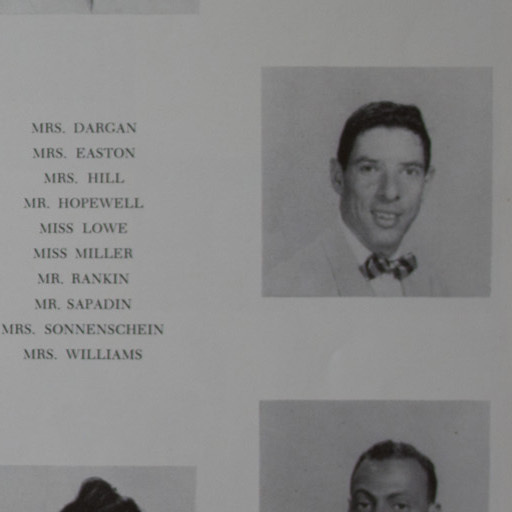 MRS. DARGAN
MRS. EASTON
MRS. HILL
MR. HOPEWELL
MISS LOWE
MISS MILLER
MR. RANKIN
MR. SAPADIN
MRS. SONNENSCHEIN
MRS. WILLIAMS